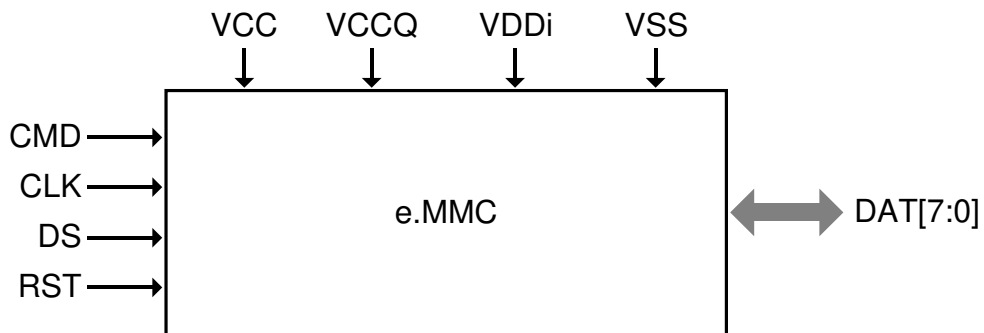 VCC VCCQ VDDi VSS
CMD
CLK
e.MMC
DAT[7:0]
DS
RST